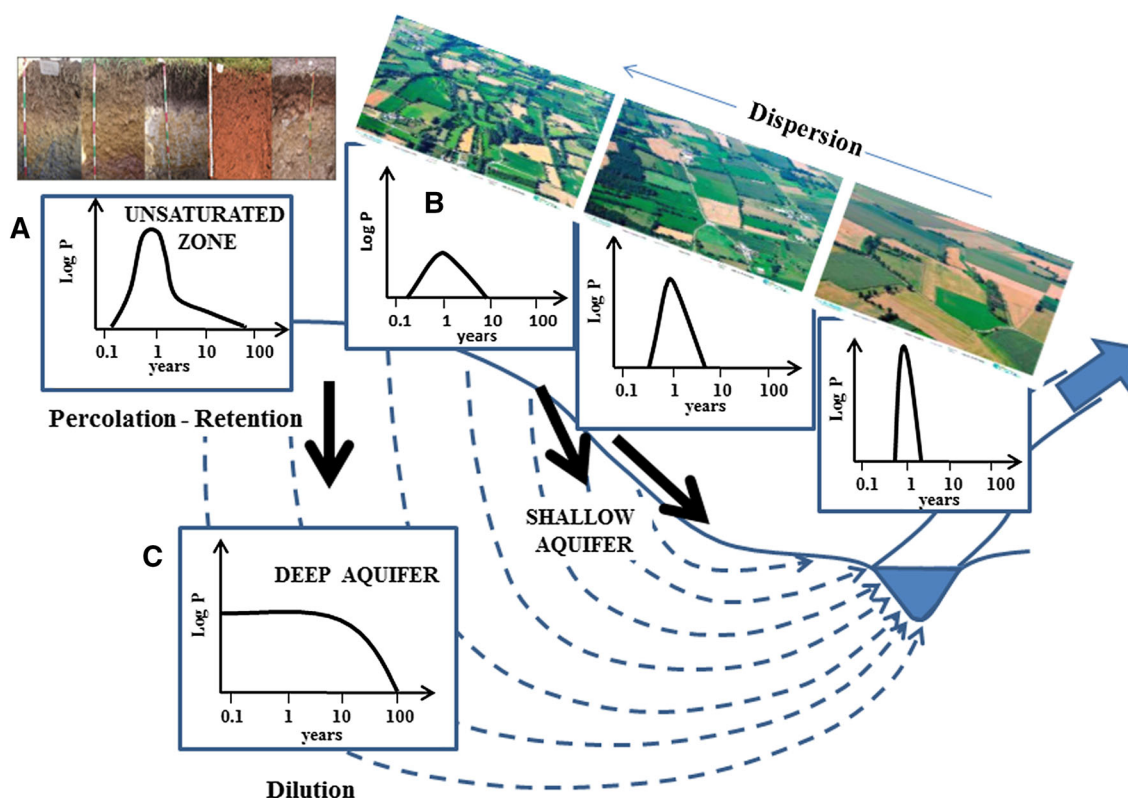 Dispersion
A
UNSATURATED
ZONE
Log P
0.1 1 10 100
years
Percolation - Retention
B
Log P
0.1 1 10 100
years
Log P
0.1 1 10 100
years
Log P
0.1 1 10 100
years
SHALLOW
AQUIFER
C
DEEP AQUIFER
Log P
0.1 1 10 100
years
Dilution